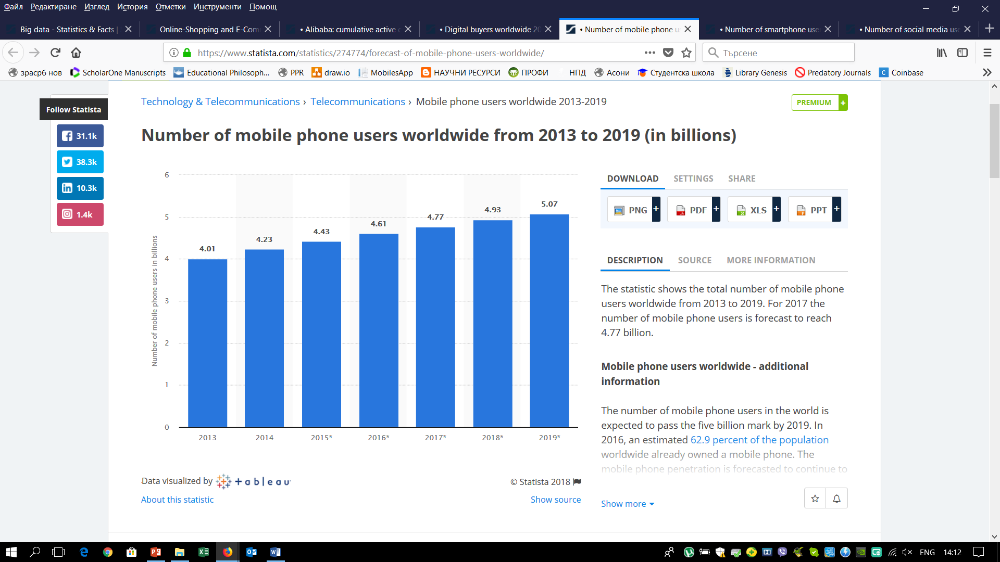 Файл Редактиране Изглед История Отметки Инструменти Помощ
Big data - Statistics & Facts |
Online-Shopping and E-Com
• Alibaba: cumulative active
• Digital buyers worldwide 20
• Number of mobile phone u
• Number of smartphone use
• Number of social media use
https://www.statista.com/statistics/274774/forecast-of-mobile-phone-users-worldwide/
Търсене
зрасрб нов ScholarOne Manuscripts Educational Philosoph... PPR draw.io MobilesApp НАУЧНИ РЕСУРСИ ПРОФИ НПД Асони Студентска школа Library Genesis Predatory Journals Coinbase
Follow Statista
31.1k
38.3k
10.3k
1.4k
Technology & Telecommunications › Telecommunications › Mobile phone users worldwide 2013-2019
PREMIUM +
Number of mobile phone users worldwide from 2013 to 2019 (in billions)
Number of mobile phone users in billions
6
5
4
3
2
1
0
4.01
4.23
4.43
4.61
4.77
4.93
5.07
2013 2014 2015* 2016* 2017* 2018* 2019*
Data visualized by +ableau
© Statista 2018
About this statistic
Show source
DOWNLOAD SETTINGS SHARE
PNG + PDF + XLS + PPT +
DESCRIPTION SOURCE MORE INFORMATION
The statistic shows the total number of mobile phone
users worldwide from 2013 to 2019. For 2017 the
number of mobile phone users is forecast to reach
4.77 billion.
Mobile phone users worldwide - additional
information
The number of mobile phone users in the world is
expected to pass the five billion mark by 2019. In
2016, an estimated 62.9 percent of the population
worldwide already owned a mobile phone. The
mobile phone penetration is forecasted to continue to
Show more
ENG 14:12